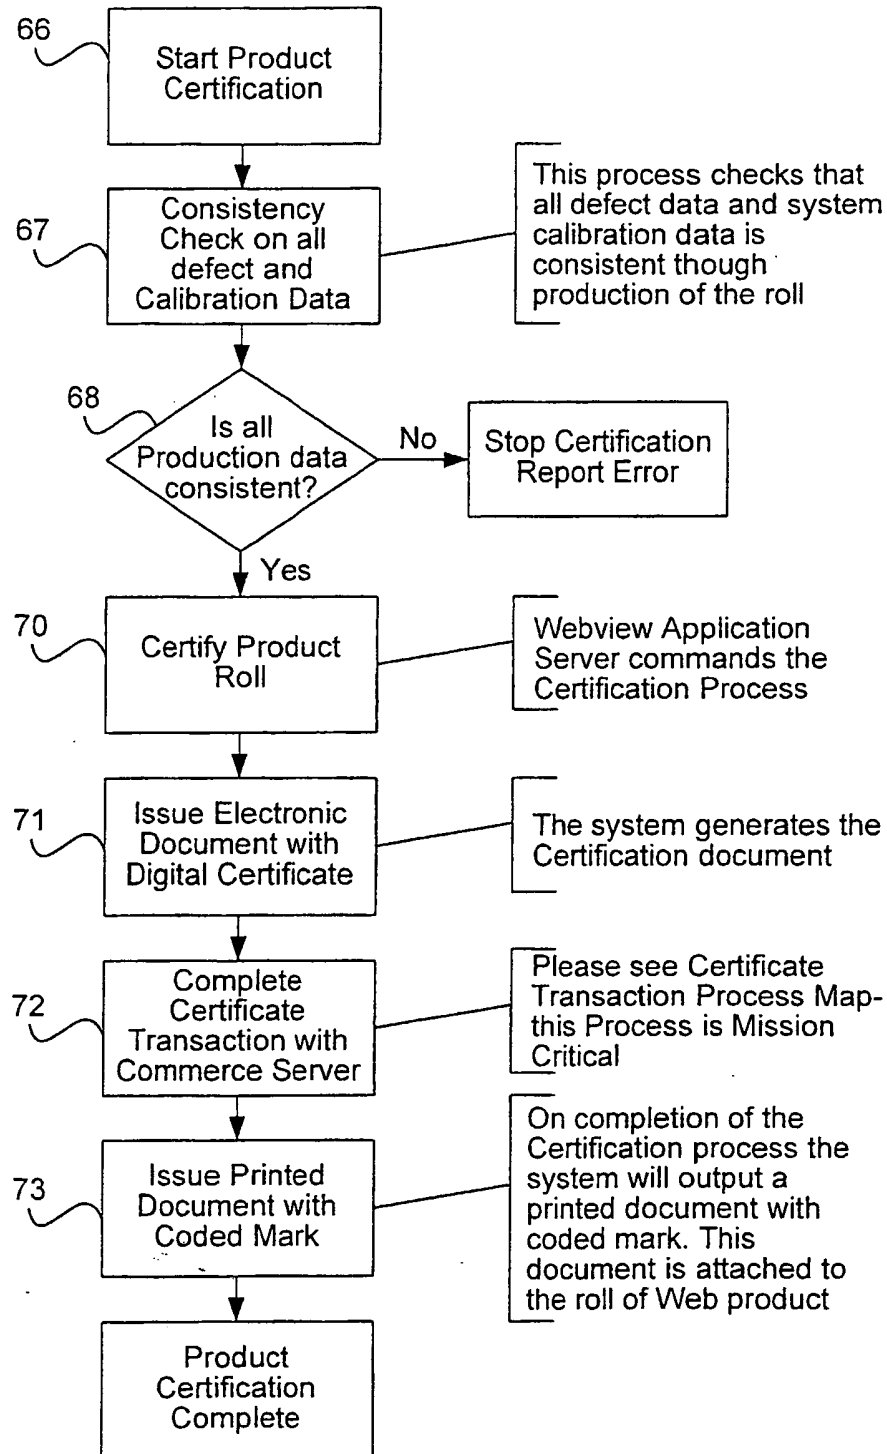 66
Start Product
Certification
67
Consistency
Check on all
defect and
Calibration Data
This process checks that
all defect data and system
calibration data is
consistent though
production of the roll
68
Is all
Production data
consistent?
No
Stop Certification
Report Error
Yes
70
Certify Product
Roll
Webview Application
Server commands the
Certification Process
71
Issue Electronic
Document with
Digital Certificate
The system generates the
Certification document
72
Complete
Certificate
Transaction with
Commerce Server
Please see Certificate
Transaction Process Map-
this Process is Mission
Critical
73
Issue Printed
Document with
Coded Mark
On completion of the
Certification process the
system will output a
printed document with
coded mark. This
document is attached to
the roll of Web product
Product
Certification
Complete